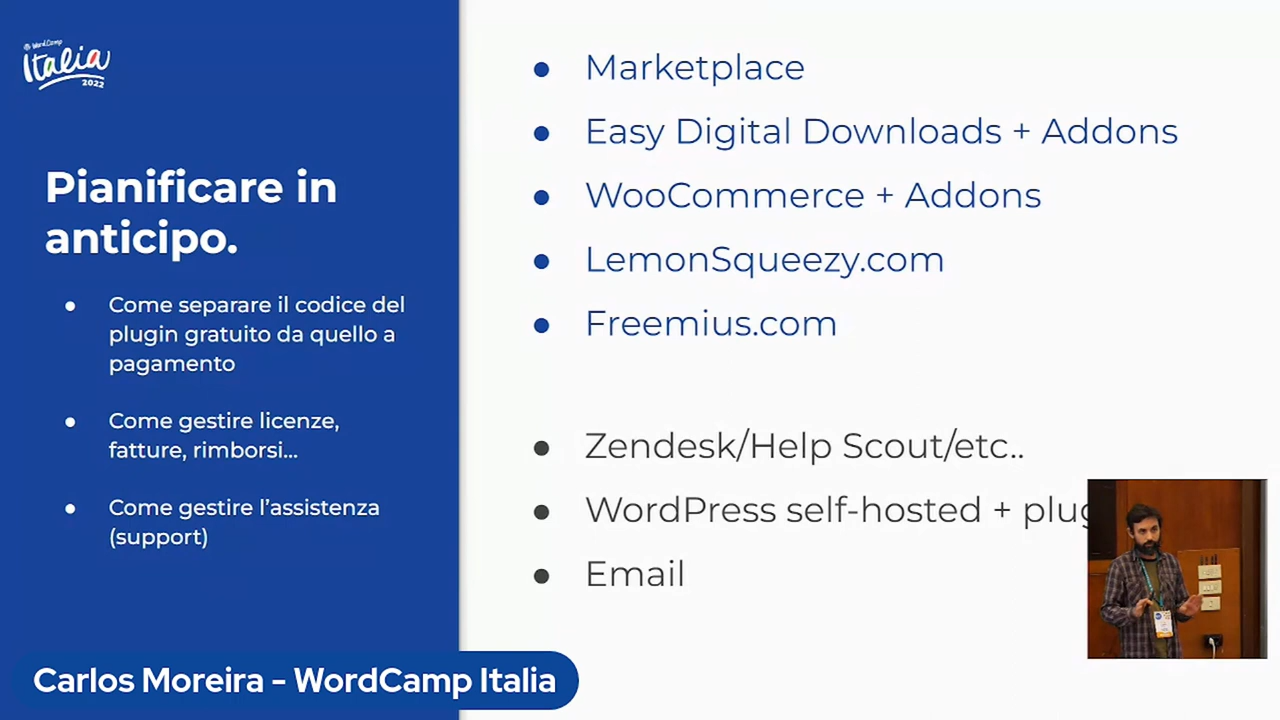 WordCamp
Italia
2022
Pianificare in
anticipo.
● Come separare il codice del
plugin gratuito da quello a
pagamento
● Come gestire licenze,
fatture, rimborsi...
● Come gestire l'assistenza
(support)
● Marketplace
● Easy Digital Downloads + Addons
● WooCommerce + Addons
● LemonSqueezy.com
● Freemius.com
● Zendesk/Help Scout/etc..
● WordPress self-hosted + plug
● Email
Carlos Moreira - WordCamp Italia